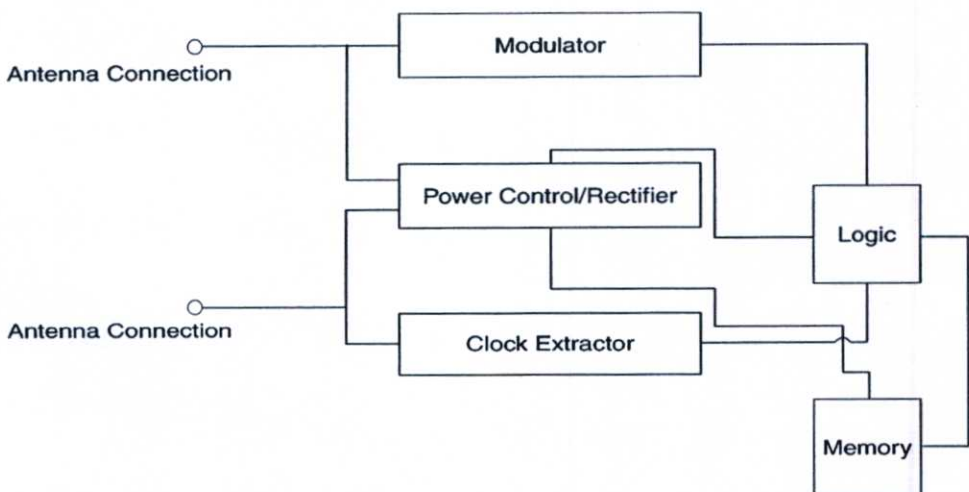 Modulator
Antenna Connection
Power Control/Rectifier
Logic
Antenna Connection
Clock Extractor
Memory